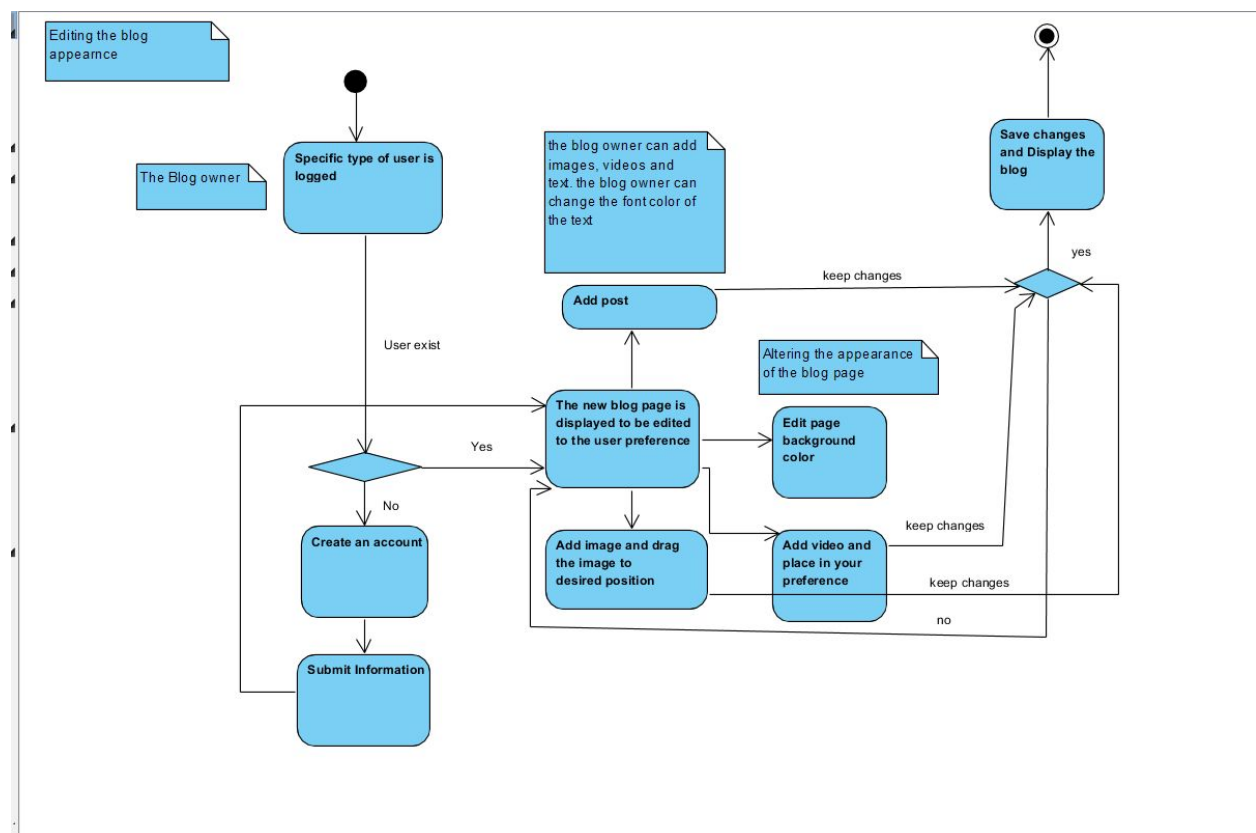 Editing the blog
appearnce
Specific type of user is
logged
The Blog owner
the blog owner can add
images, videos and
text. the blog owner can
change the font color of
the text
Save changes
and Display the
blog
yes
keep changes
Add post
User exist
Altering the appearance
of the blog page
The new blog page is
displayed to be edited
to the user preference
Edit page
background
color
Yes
No
Create an account
Add image and drag
the image to
desired position
keep changes
Add video and
place in your
preference
keep changes
no
Submit Information